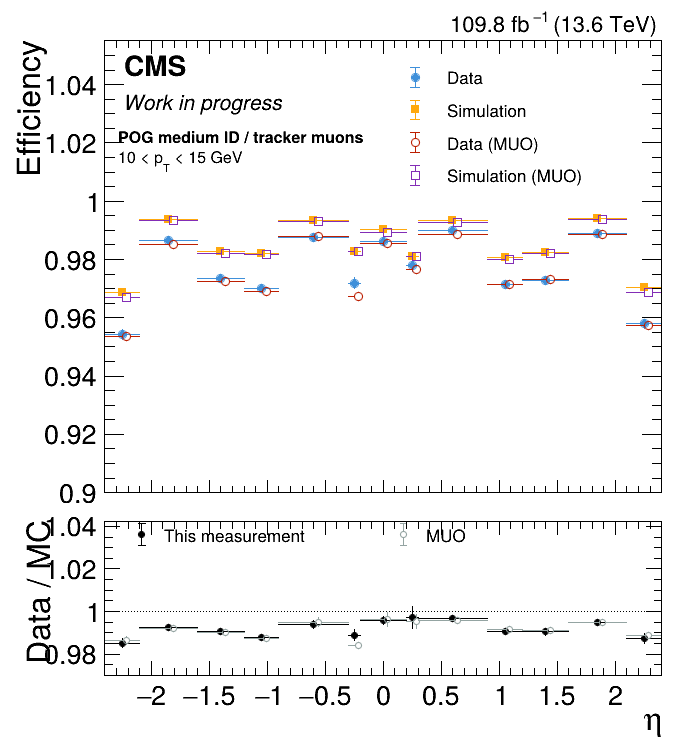 109.8 fb⁻¹ (13.6 TeV)
Efficiency
CMS
Work in progress
POG medium ID / tracker muons
10 < p_T < 15 GeV
Data
Simulation
Data (MUO)
Simulation (MUO)
1.04
1.02
1
0.98
0.96
0.94
0.92
0.9
Data / MC
This measurement
MUO
1.04
1.02
1
0.98
−2 −1.5 −1 −0.5 0 0.5 1 1.5 2
η